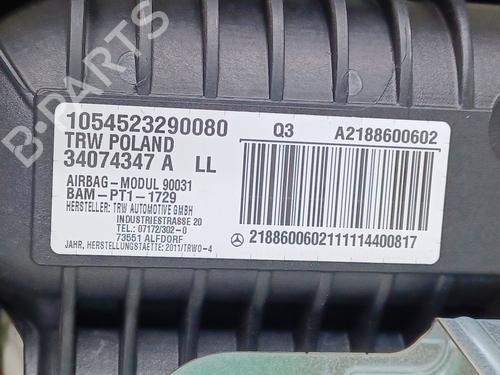 B-PARTS
1054523290080 Q3 A2188600602
TRW POLAND
34074347 A LL
AIRBAG-MODUL 90031
BAM-PT1-1729
HERSTELLER: TRW AUTOMOTIVE GMBH
INDUSTRIESTRASSE 20
TEL.: 07172/302-0
73551 ALFDORF
JAHR, HERSTELLUNGSTAETTE: 2011/TRWO-4
2188600602111114400817